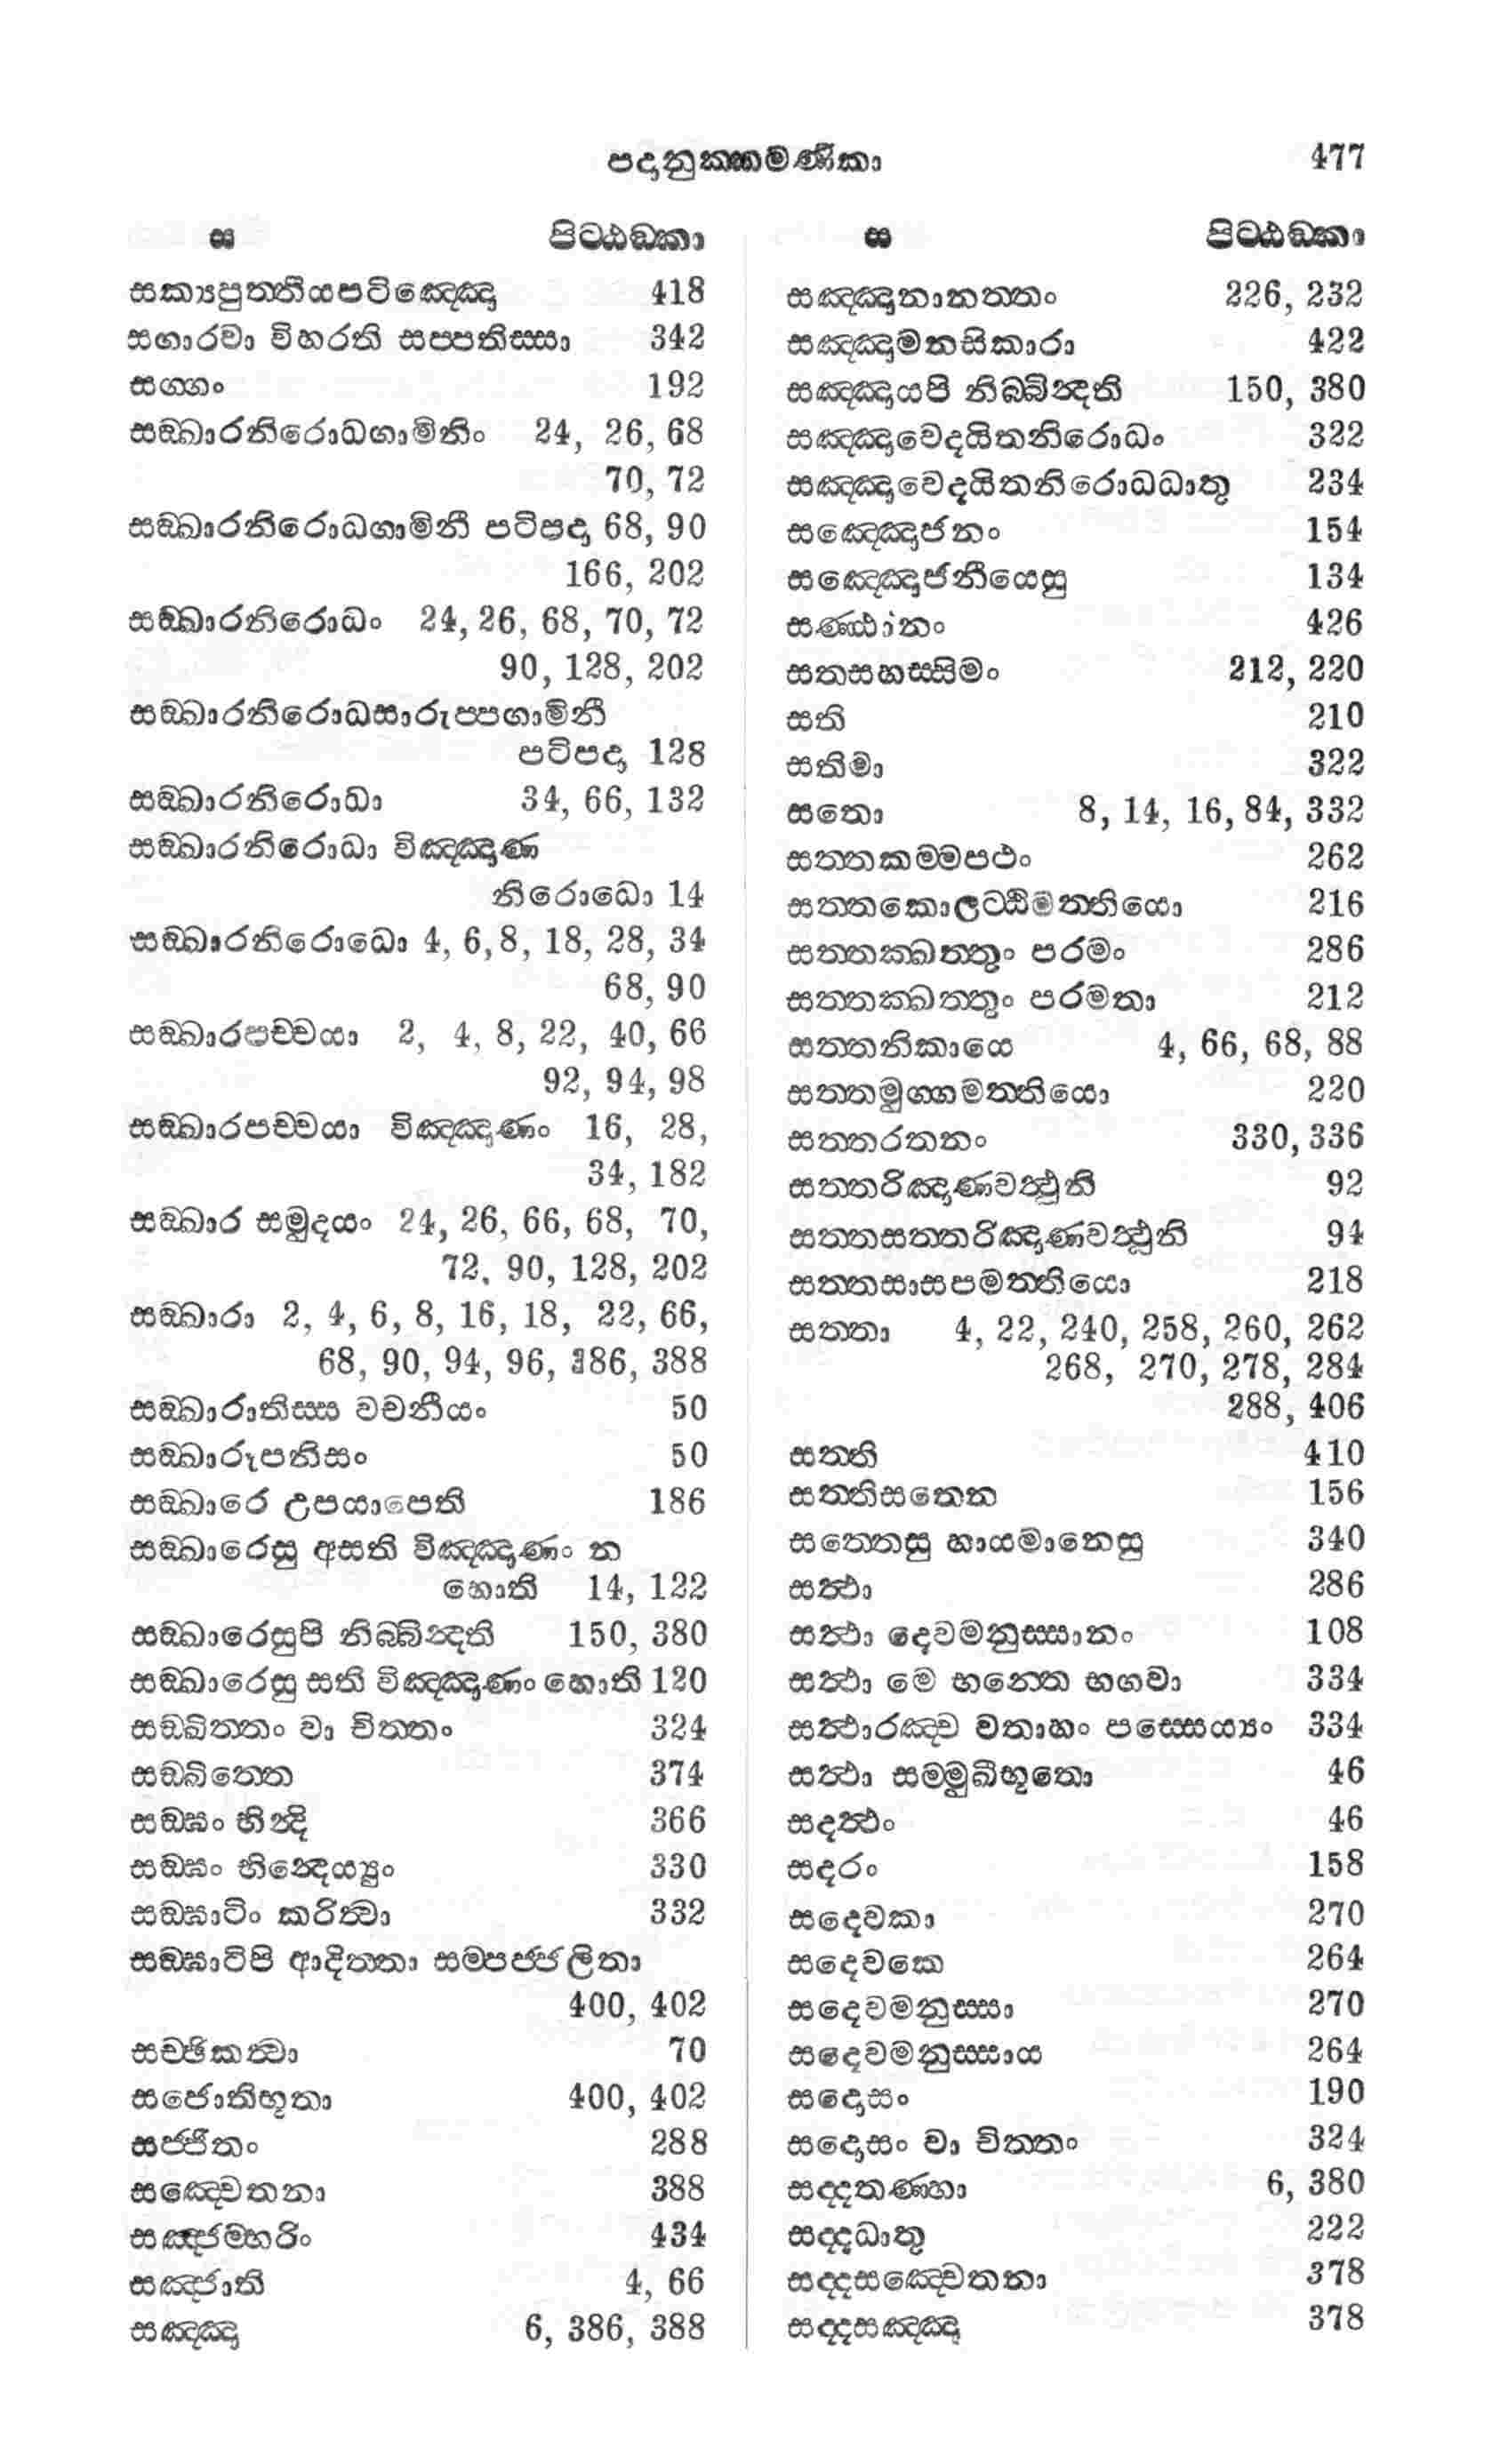 පදානුක්කමණිකා 477
ස පිට්ඨඞ්කා
සක්‍යපුත්තියපටිඤ්ඤා 418
සගාරවා විහරති සප්පතිස්සා 342
සග්ගං 192
සඞ්ඛාරනිරොධගාමිනිං 24, 26, 68
70, 72
සඞ්ඛාරනිරොධගාමිනී පටිපදා 68, 90
166, 202
සඞ්ඛාරනිරොධං 24, 26, 68, 70, 72
90, 128, 202
සඞ්ඛාරනිරොධසාරුප්පගාමිනී
පටිපදා 128
සඞ්ඛාරනිරොධා 34, 66, 132
සඞ්ඛාරනිරොධා විඤ්ඤාණ
නිරොධො 14
සඞ්ඛාරනිරොධො 4, 6, 8, 18, 28, 34
68, 90
සඞ්ඛාරපච්චයා 2, 4, 8, 22, 40, 66
92, 94, 98
සඞ්ඛාරපච්චයා විඤ්ඤාණං 16, 28,
34, 182
සඞ්ඛාර සමුදයං 24, 26, 66, 68, 70,
72, 90, 128, 202
සඞ්ඛාරා 2, 4, 6, 8, 16, 18, 22, 66,
68, 90, 94, 96, 386, 388
සඞ්ඛාරාතිස්ස වචනීයං 50
සඞ්ඛාරූපනිසං 50
සඞ්ඛාරෙ උපයාපෙති 186
සඞ්ඛාරෙසු අසති විඤ්ඤාණං න
හොති 14, 122
සඞ්ඛාරෙසුපි නිබ්බින්දති 150, 380
සඞ්ඛාරෙසු සති විඤ්ඤාණං හොති 120
සඞ්ඛිත්තං වා චිත්තං 324
සඞ්ඛිත්තෙ 374
සඞ්ඝං භින්දි 366
සඞ්ඝං භින්දෙය්‍යුං 330
සඞ්ඝාටිං කරිත්‍වා 332
සඞ්ඝාටිපි ආදිත්තා සම්පජ්ජලිතා
400, 402
සච්ඡිකත්‍වා 70
සජොතිභූතා 400, 402
සජ්ජිතං 288
සඤ්චෙතනා 388
සඤ්ජම්භරිං 434
සඤ්ජාති 4, 66
සඤ්ඤා 6, 386, 388
ස පිට්ඨඞ්කා
සඤ්ඤානානත්තං 226, 232
සඤ්ඤාමනසිකාරා 422
සඤ්ඤායපි නිබ්බින්දති 150, 380
සඤ්ඤාවෙදයිතනිරොධං 322
සඤ්ඤාවෙදයිතනිරොධධාතු 234
සඤ්ඤොජනං 154
සඤ්ඤොජනීයෙසු 134
සණ්ඨානං 426
සතසහස්සිමං 212, 220
සති 210
සතිමා 322
සතො 8, 14, 16, 84, 332
සත්තකම්මපථං 262
සත්තකොලට්ඨිමත්තියො 216
සත්තක්ඛත්තුං පරමං 286
සත්තක්ඛත්තුං පරමතා 212
සත්තනිකායෙ 4, 66, 68, 88
සත්තමුග්ගමත්තියො 220
සත්තරතනං 330, 336
සත්තරිඤාණවත්‍ථූනි 92
සත්තසත්තරිඤාණවත්‍ථූනි 94
සත්තසාසපමත්තියො 218
සත්තා 4, 22, 240, 258, 260, 262
268, 270, 278, 284
288, 406
සත්ති 410
සත්තිසතෙන 156
සත්තෙසු හායමානෙසු 340
සත්‍ථා 286
සත්‍ථා දෙවමනුස්සානං 108
සත්‍ථා මෙ භන්තෙ භගවා 334
සත්‍ථාරඤ්ච වතාහං පස්සෙය්‍යං 334
සත්‍ථා සම්මුඛීභූතො 46
සදත්‍ථං 46
සදරං 158
සදෙවකා 270
සදෙවකෙ 264
සදෙවමනුස්සා 270
සදෙවමනුස්සාය 264
සදොසං 190
සදොසං වා චිත්තං 324
සද්දතණ්හා 6, 380
සද්දධාතු 222
සද්දසඤ්චෙතනා 378
සද්දසඤ්ඤා 378